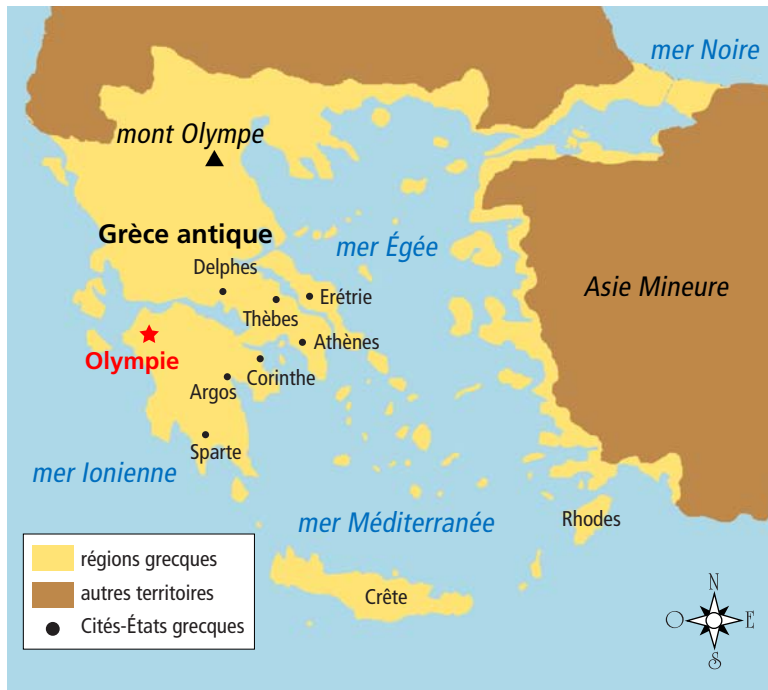 mer Noire
mont Olympe
Grèce antique
mer Égée
Delphes
Erétrie
Asie Mineure
Thèbes
Athènes
Olympie
Corinthe
Argos
Sparte
mer Ionienne
mer Méditerranée
Rhodes
régions grecques
autres territoires
Cités-États grecques
Crête
N
O
E
S